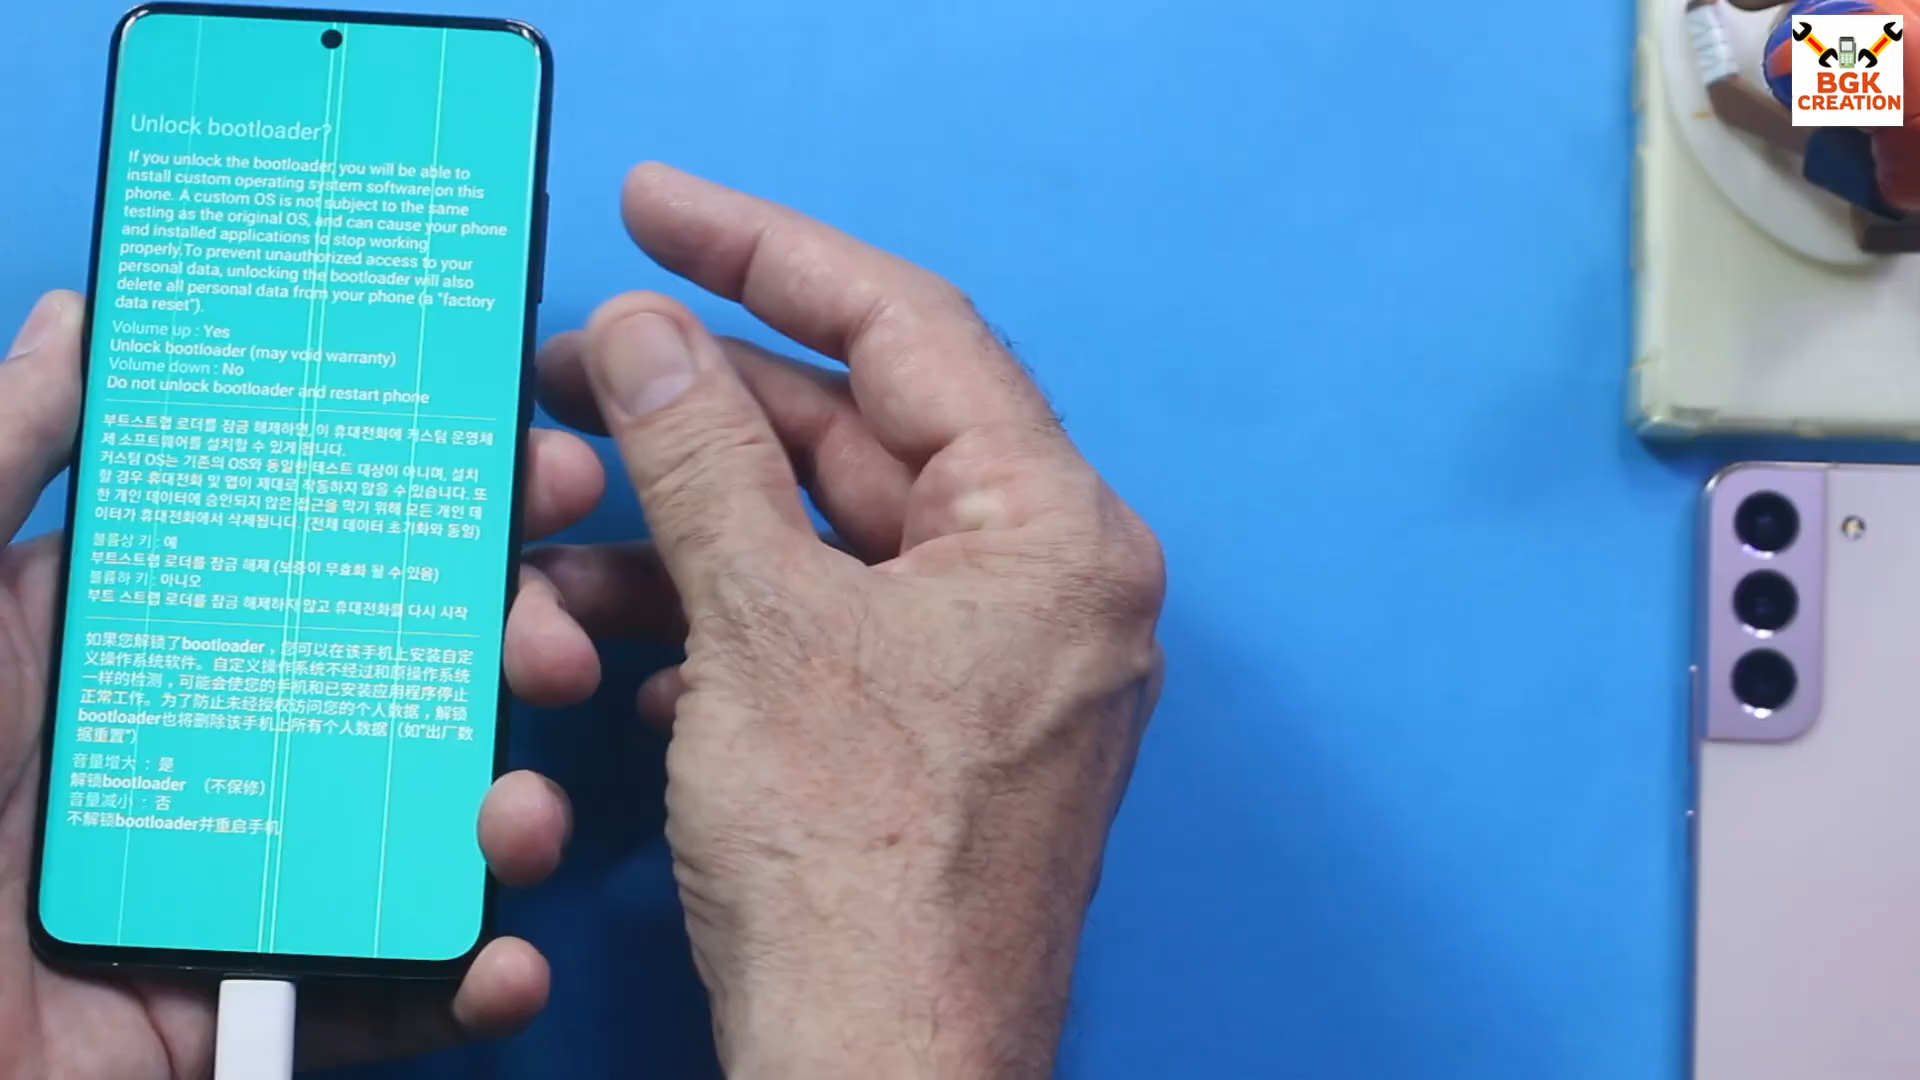 Unlock bootloader?
If you unlock the bootloader, you will be able to
install custom operating system software on this
phone. A custom OS is not subject to the same
testing as the original OS, and can cause your phone
and installed applications to stop working
properly.To prevent unauthorized access to your
personal data, unlocking the bootloader will also
delete all personal data from your phone (a "factory
data reset").
Volume up : Yes
Unlock bootloader (may void warranty)
Volume down : No
Do not unlock bootloader and restart phone
부트스트랩 로더를 잠금 해제하면, 이 휴대전화에 커스텀 운영체
제 소프트웨어를 설치할 수 있게 됩니다.
커스텀 OS는 기존의 OS와 동일한 테스트 대상이 아니며, 설치
할 경우 휴대전화 및 앱이 제대로 작동하지 않을 수 있습니다. 또
한 개인 데이터에 승인되지 않은 접근을 막기 위해 모든 개인 데
이터가 휴대전화에서 삭제됩니다. (전체 데이터 초기화와 동일)
볼륨상 키 : 예
부트스트랩 로더를 잠금 해제 (보증이 무효화 될 수 있음)
볼륨하 키 : 아니오
부트 스트랩 로더를 잠금 해제하지 않고 휴대전화를 다시 시작
如果您解锁了bootloader，您可以在该手机上安装自定
义操作系统软件。自定义操作系统不经过和原操作系统
一样的检测，可能会使您的手机和已安装应用程序停止
正常工作。为了防止未经授权访问您的个人数据，解锁
bootloader也将删除该手机上所有个人数据（如"出厂数
据重置"）
音量增大 : 是
解锁bootloader （不保修）
音量减小 : 否
不解锁bootloader并重启手机
BGK
CREATION